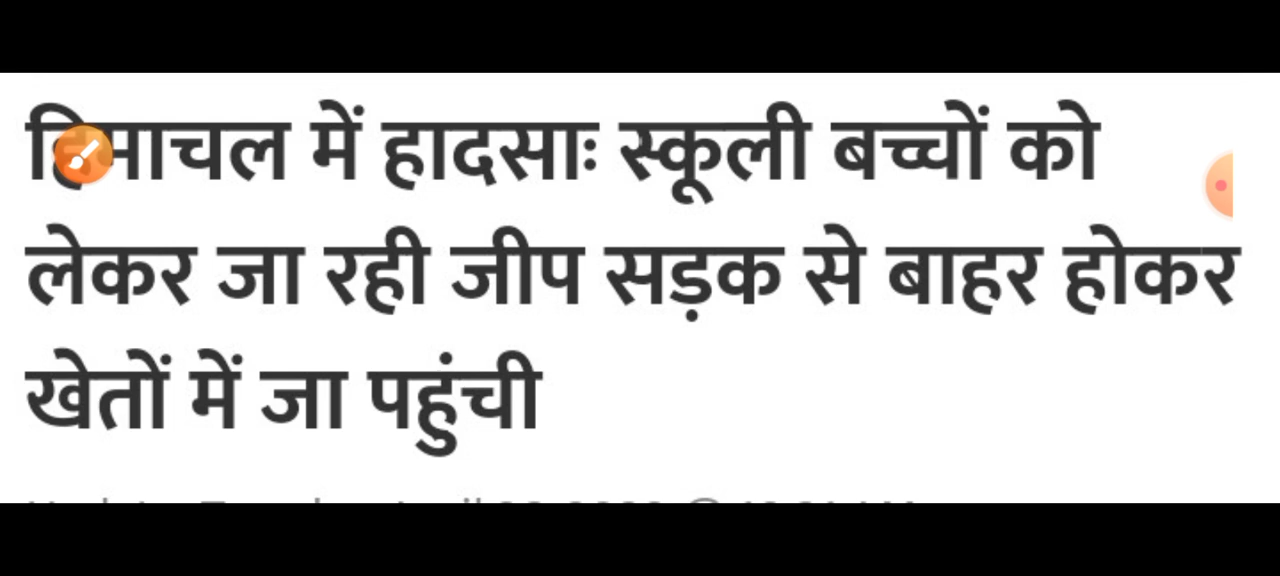 हिमाचल में हादसाः स्कूली बच्चों को
लेकर जा रही जीप सड़क से बाहर होकर
खेतों में जा पहुंची